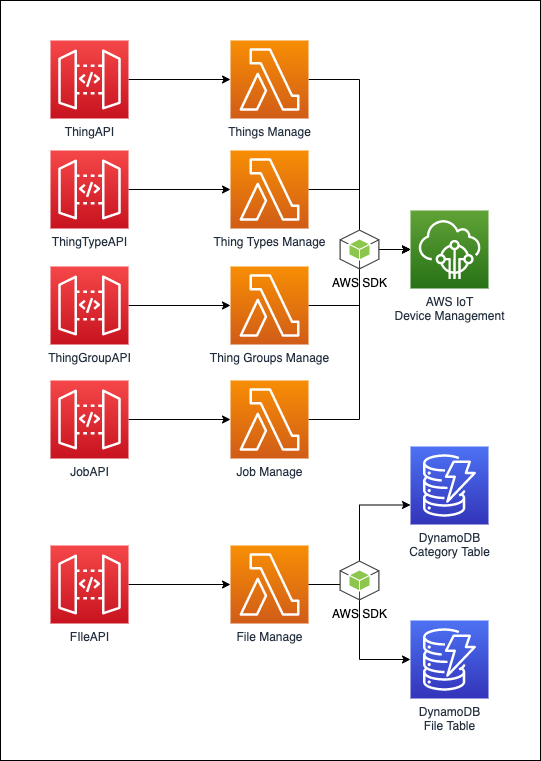 ThingAPI
Things Manage
ThingTypeAPI
Thing Types Manage
AWS SDK
AWS IoT
Device Management
ThingGroupAPI
Thing Groups Manage
JobAPI
Job Manage
DynamoDB
Category Table
FIleAPI
File Manage
AWS SDK
DynamoDB
File Table